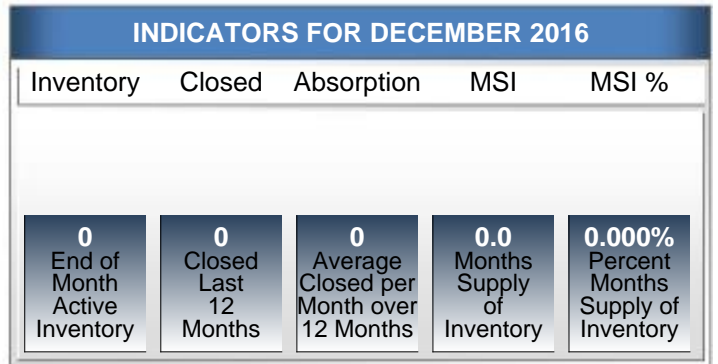 INDICATORS FOR DECEMBER 2016
Inventory Closed Absorption MSI MSI %
0
End of
Month
Active
Inventory
0
Closed
Last
12
Months
0
Average
Closed per
Month over
12 Months
0.0
Months
Supply
of
Inventory
0.000%
Percent
Months
Supply of
Inventory